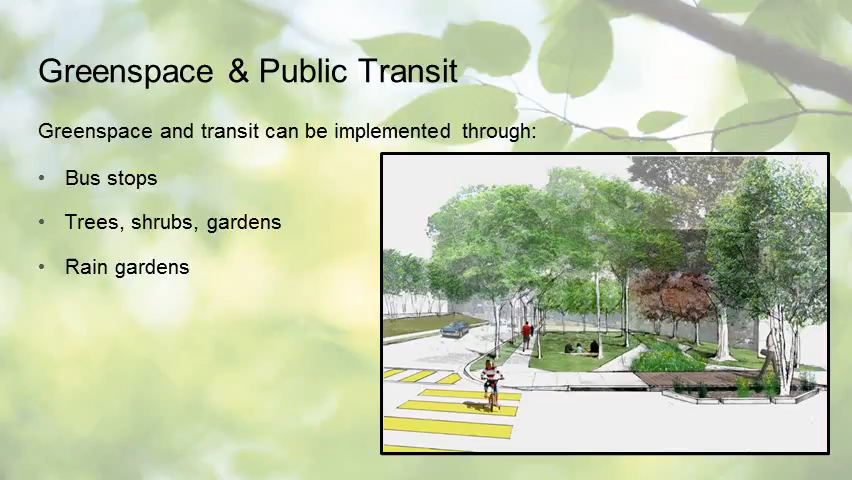 Greenspace & Public Transit
Greenspace and transit can be implemented through:
• Bus stops
• Trees, shrubs, gardens
• Rain gardens